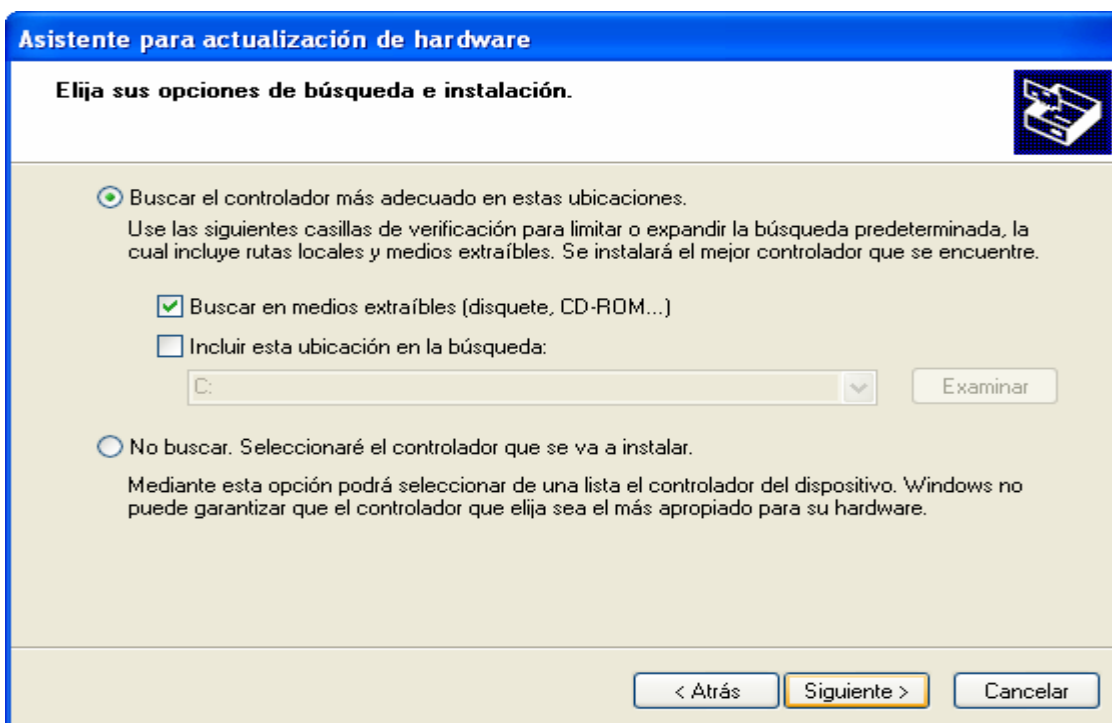 Asistente para actualización de hardware
Elija sus opciones de búsqueda e instalación.
Buscar el controlador más adecuado en estas ubicaciones.
Use las siguientes casillas de verificación para limitar o expandir la búsqueda predeterminada, la
cual incluye rutas locales y medios extraíbles. Se instalará el mejor controlador que se encuentre.
Buscar en medios extraíbles (disquete, CD-ROM...)
Incluir esta ubicación en la búsqueda:
C: Examinar
No buscar. Seleccionaré el controlador que se va a instalar.
Mediante esta opción podrá seleccionar de una lista el controlador del dispositivo. Windows no
puede garantizar que el controlador que elija sea el más apropiado para su hardware.
< Atrás Siguiente > Cancelar